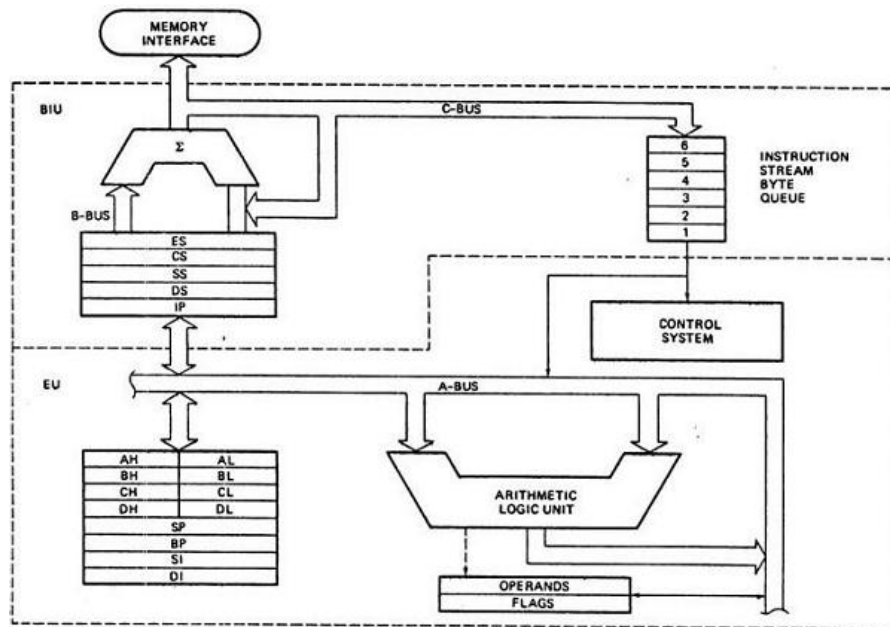 MEMORY
INTERFACE
BIU
C-BUS
Σ
B-BUS
6
5
4
3
2
1
INSTRUCTION
STREAM
BYTE
QUEUE
ES
CS
SS
DS
IP
CONTROL
SYSTEM
EU
A-BUS
AH AL
BH BL
CH CL
DH DL
SP
BP
SI
DI
ARITHMETIC
LOGIC UNIT
OPERANDS
FLAGS